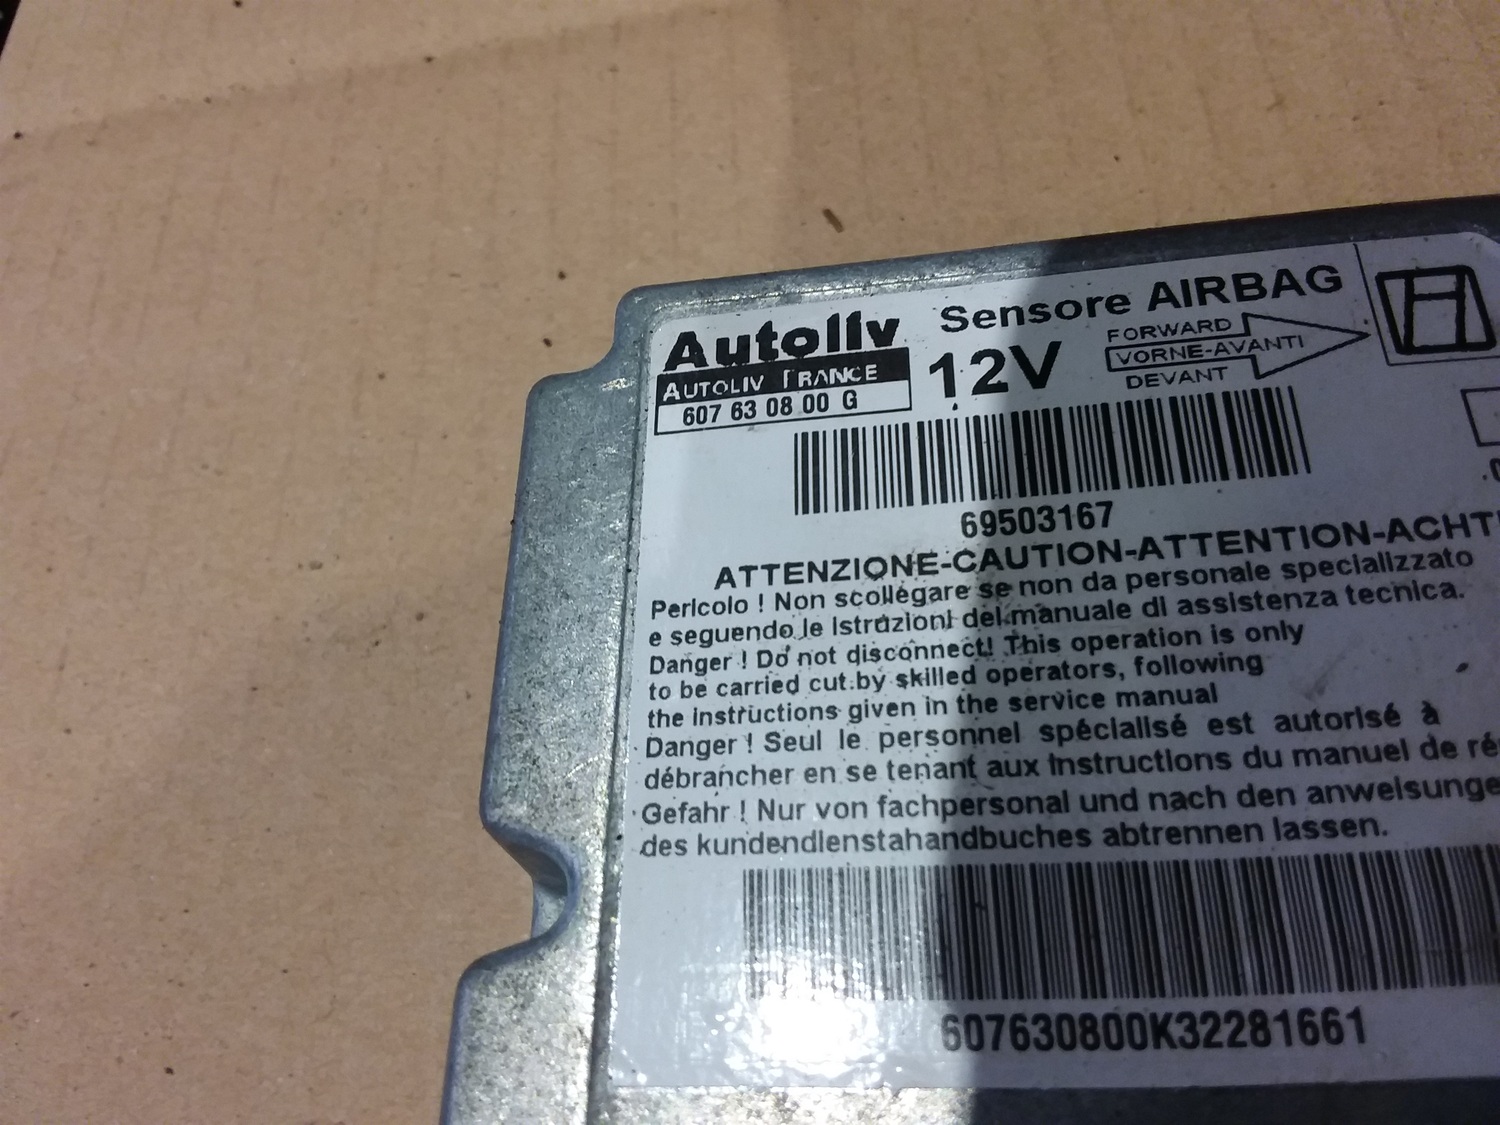 Autoliv
Sensore AIRBAG
AUTOLIV FRANCE
607 63 08 00 G
12V
FORWARD
VORNE-AVANTI
DEVANT
69503167
ATTENZIONE-CAUTION-ATTENTION-ACHT
Pericolo ! Non scollegare se non da personale specializzato
e seguendo le istruzioni del manuale di assistenza tecnica.
Danger ! Do not disconnect! This operation is only
to be carried out by skilled operators, following
the instructions given in the service manual
Danger ! Seul le personnel spécialisé est autorisé à
débrancher en se tenant aux instructions du manuel de ré
Gefahr ! Nur von fachpersonal und nach den anweisunge
des kundendienstahandbuches abtrennen lassen.
607630800K32281661